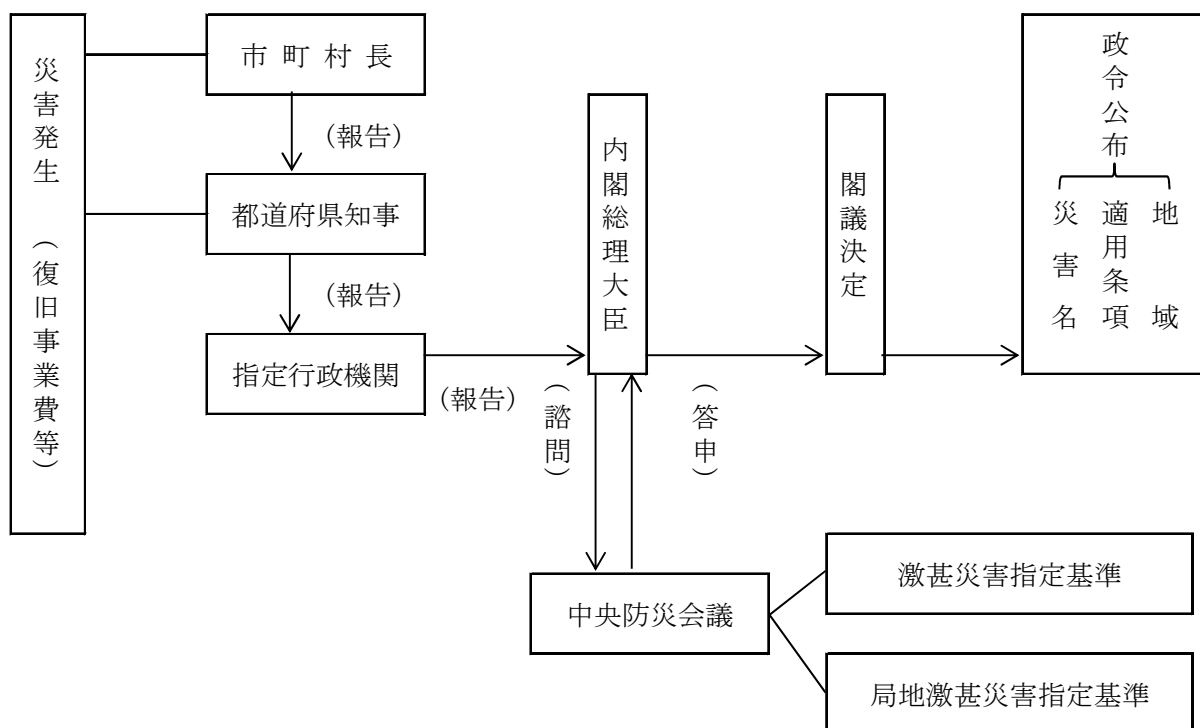 災害発生（復旧事業費等）
市町村長
（報告）
都道府県知事
（報告）
指定行政機関
（報告）
内閣総理大臣
（諮問）
（答申）
中央防災会議
激甚災害指定基準
局地激甚災害指定基準
閣議決定
政令公布
災害名
適用条項
地域